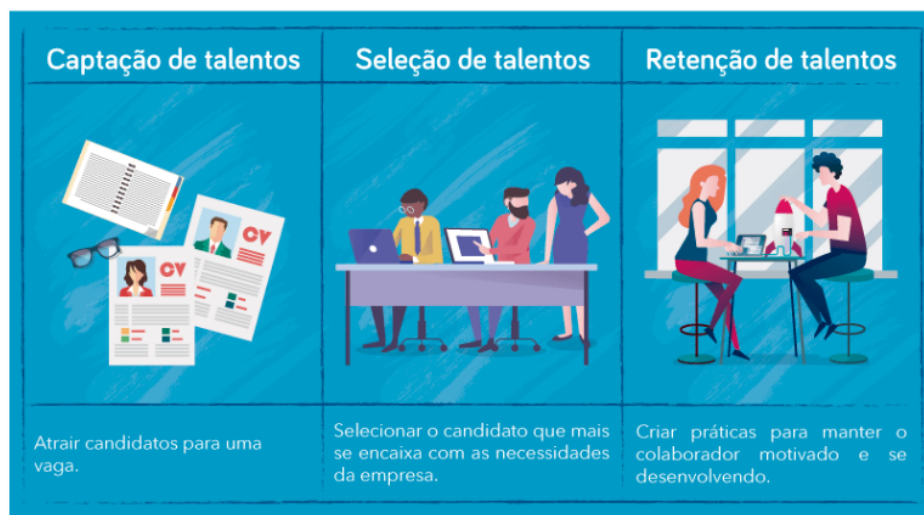 Captação de talentos
Seleção de talentos
Retenção de talentos
CV
CV
Atrair candidatos para uma
vaga.
Selecionar o candidato que mais
se encaixa com as necessidades
da empresa.
Criar práticas para manter o
colaborador motivado e se
desenvolvendo.